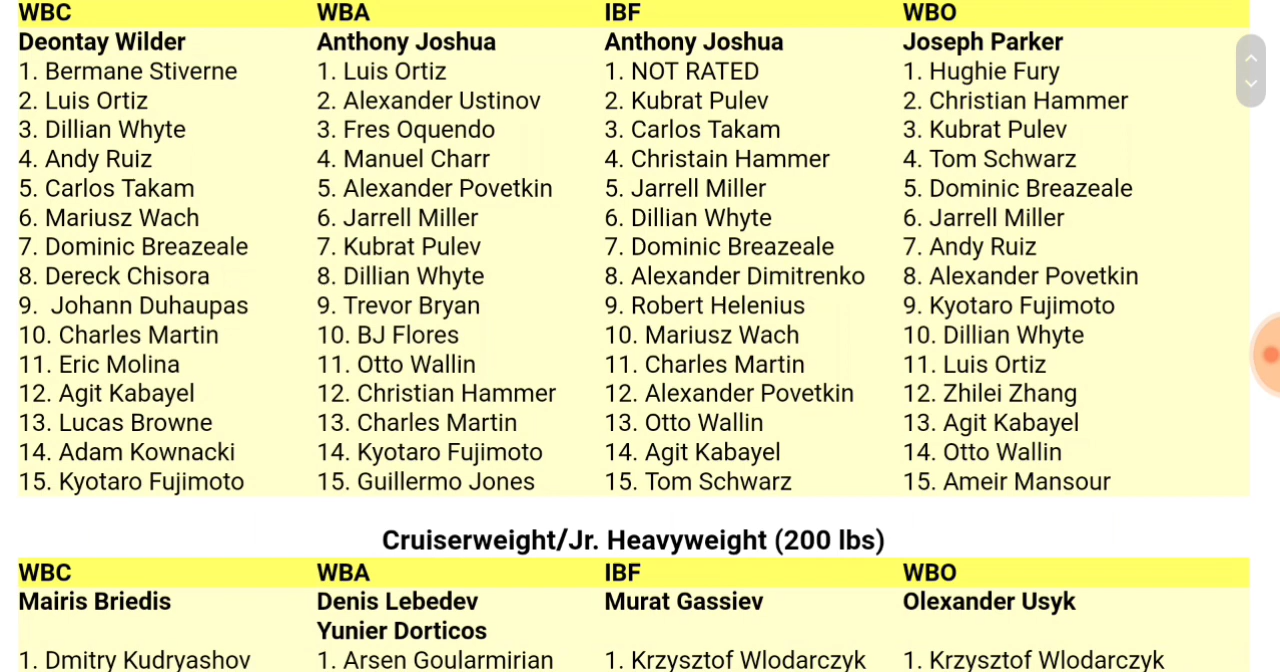 WBC WBA IBF WBO
Deontay Wilder Anthony Joshua Anthony Joshua Joseph Parker
1. Bermane Stiverne 1. Luis Ortiz 1. NOT RATED 1. Hughie Fury
2. Luis Ortiz 2. Alexander Ustinov 2. Kubrat Pulev 2. Christian Hammer
3. Dillian Whyte 3. Fres Oquendo 3. Carlos Takam 3. Kubrat Pulev
4. Andy Ruiz 4. Manuel Charr 4. Christain Hammer 4. Tom Schwarz
5. Carlos Takam 5. Alexander Povetkin 5. Jarrell Miller 5. Dominic Breazeale
6. Mariusz Wach 6. Jarrell Miller 6. Dillian Whyte 6. Jarrell Miller
7. Dominic Breazeale 7. Kubrat Pulev 7. Dominic Breazeale 7. Andy Ruiz
8. Dereck Chisora 8. Dillian Whyte 8. Alexander Dimitrenko 8. Alexander Povetkin
9. Johann Duhaupas 9. Trevor Bryan 9. Robert Helenius 9. Kyotaro Fujimoto
10. Charles Martin 10. BJ Flores 10. Mariusz Wach 10. Dillian Whyte
11. Eric Molina 11. Otto Wallin 11. Charles Martin 11. Luis Ortiz
12. Agit Kabayel 12. Christian Hammer 12. Alexander Povetkin 12. Zhilei Zhang
13. Lucas Browne 13. Charles Martin 13. Otto Wallin 13. Agit Kabayel
14. Adam Kownacki 14. Kyotaro Fujimoto 14. Agit Kabayel 14. Otto Wallin
15. Kyotaro Fujimoto 15. Guillermo Jones 15. Tom Schwarz 15. Ameir Mansour
Cruiserweight/Jr. Heavyweight (200 lbs)
WBC WBA IBF WBO
Mairis Briedis Denis Lebedev Murat Gassiev Olexander Usyk
Yunier Dorticos
1. Dmitry Kudryashov 1. Arsen Goularmirian 1. Krzysztof Wlodarczyk 1. Krzysztof Wlodarczyk